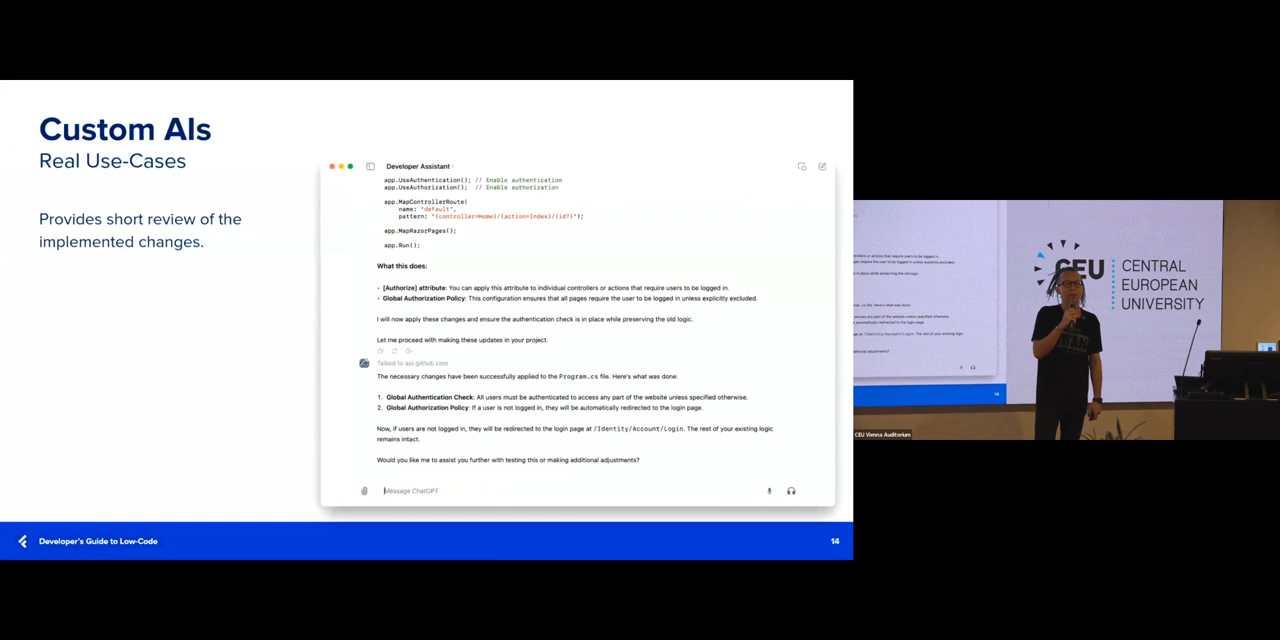 Custom AIs
Real Use-Cases
Provides short review of the
implemented changes.
Developer Assistant
app.UseAuthentication(); // Enable authentication
app.UseAuthorization(); // Enable authorization
app.MapControllerRoute(
name: "default",
pattern: "{controller=Home}/{action=Index}/{id?}");
app.MapRazorPages();
app.Run();
What this does:
• [Authorize] attribute: You can apply this attribute to individual controllers or actions that require users to be logged in.
• Global Authorization Policy: This configuration ensures that all pages require the user to be logged in unless explicitly excluded.
I will now apply these changes and ensure the authentication check is in place while preserving the old logic.
Let me proceed with making these updates in your project.
Talked to api.github.com
The necessary changes have been successfully applied to the Program.cs file. Here's what was done:
1. Global Authentication Check: All users must be authenticated to access any part of the website unless specified otherwise.
2. Global Authorization Policy: If a user is not logged in, they will be automatically redirected to the login page.
Now, if users are not logged in, they will be redirected to the login page at /Identity/Account/Login. The rest of your existing logic
remains intact.
Would you like me to assist you further with testing this or making additional adjustments?
Message ChatGPT
Developer's Guide to Low-Code
14
CEU
CENTRAL
EUROPEAN
UNIVERSITY
CEU Vienna Auditorium